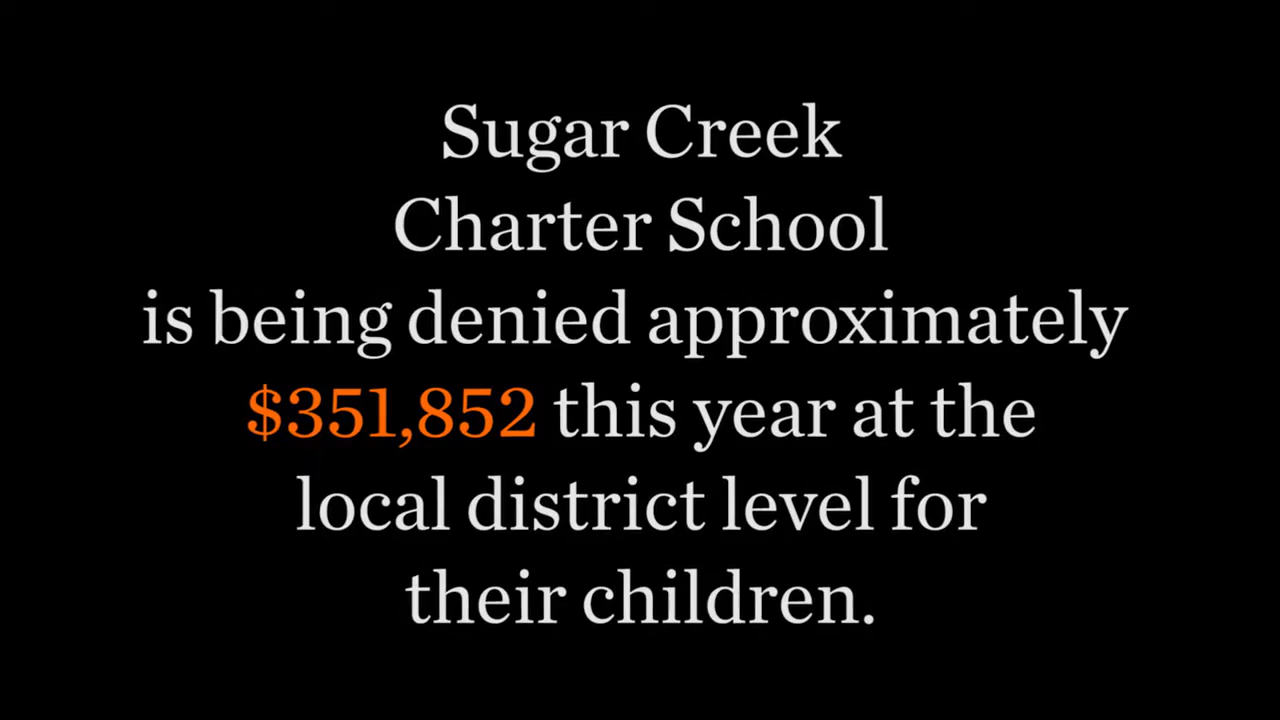 Sugar Creek
Charter School
is being denied approximately
$351,852 this year at the
local district level for
their children.